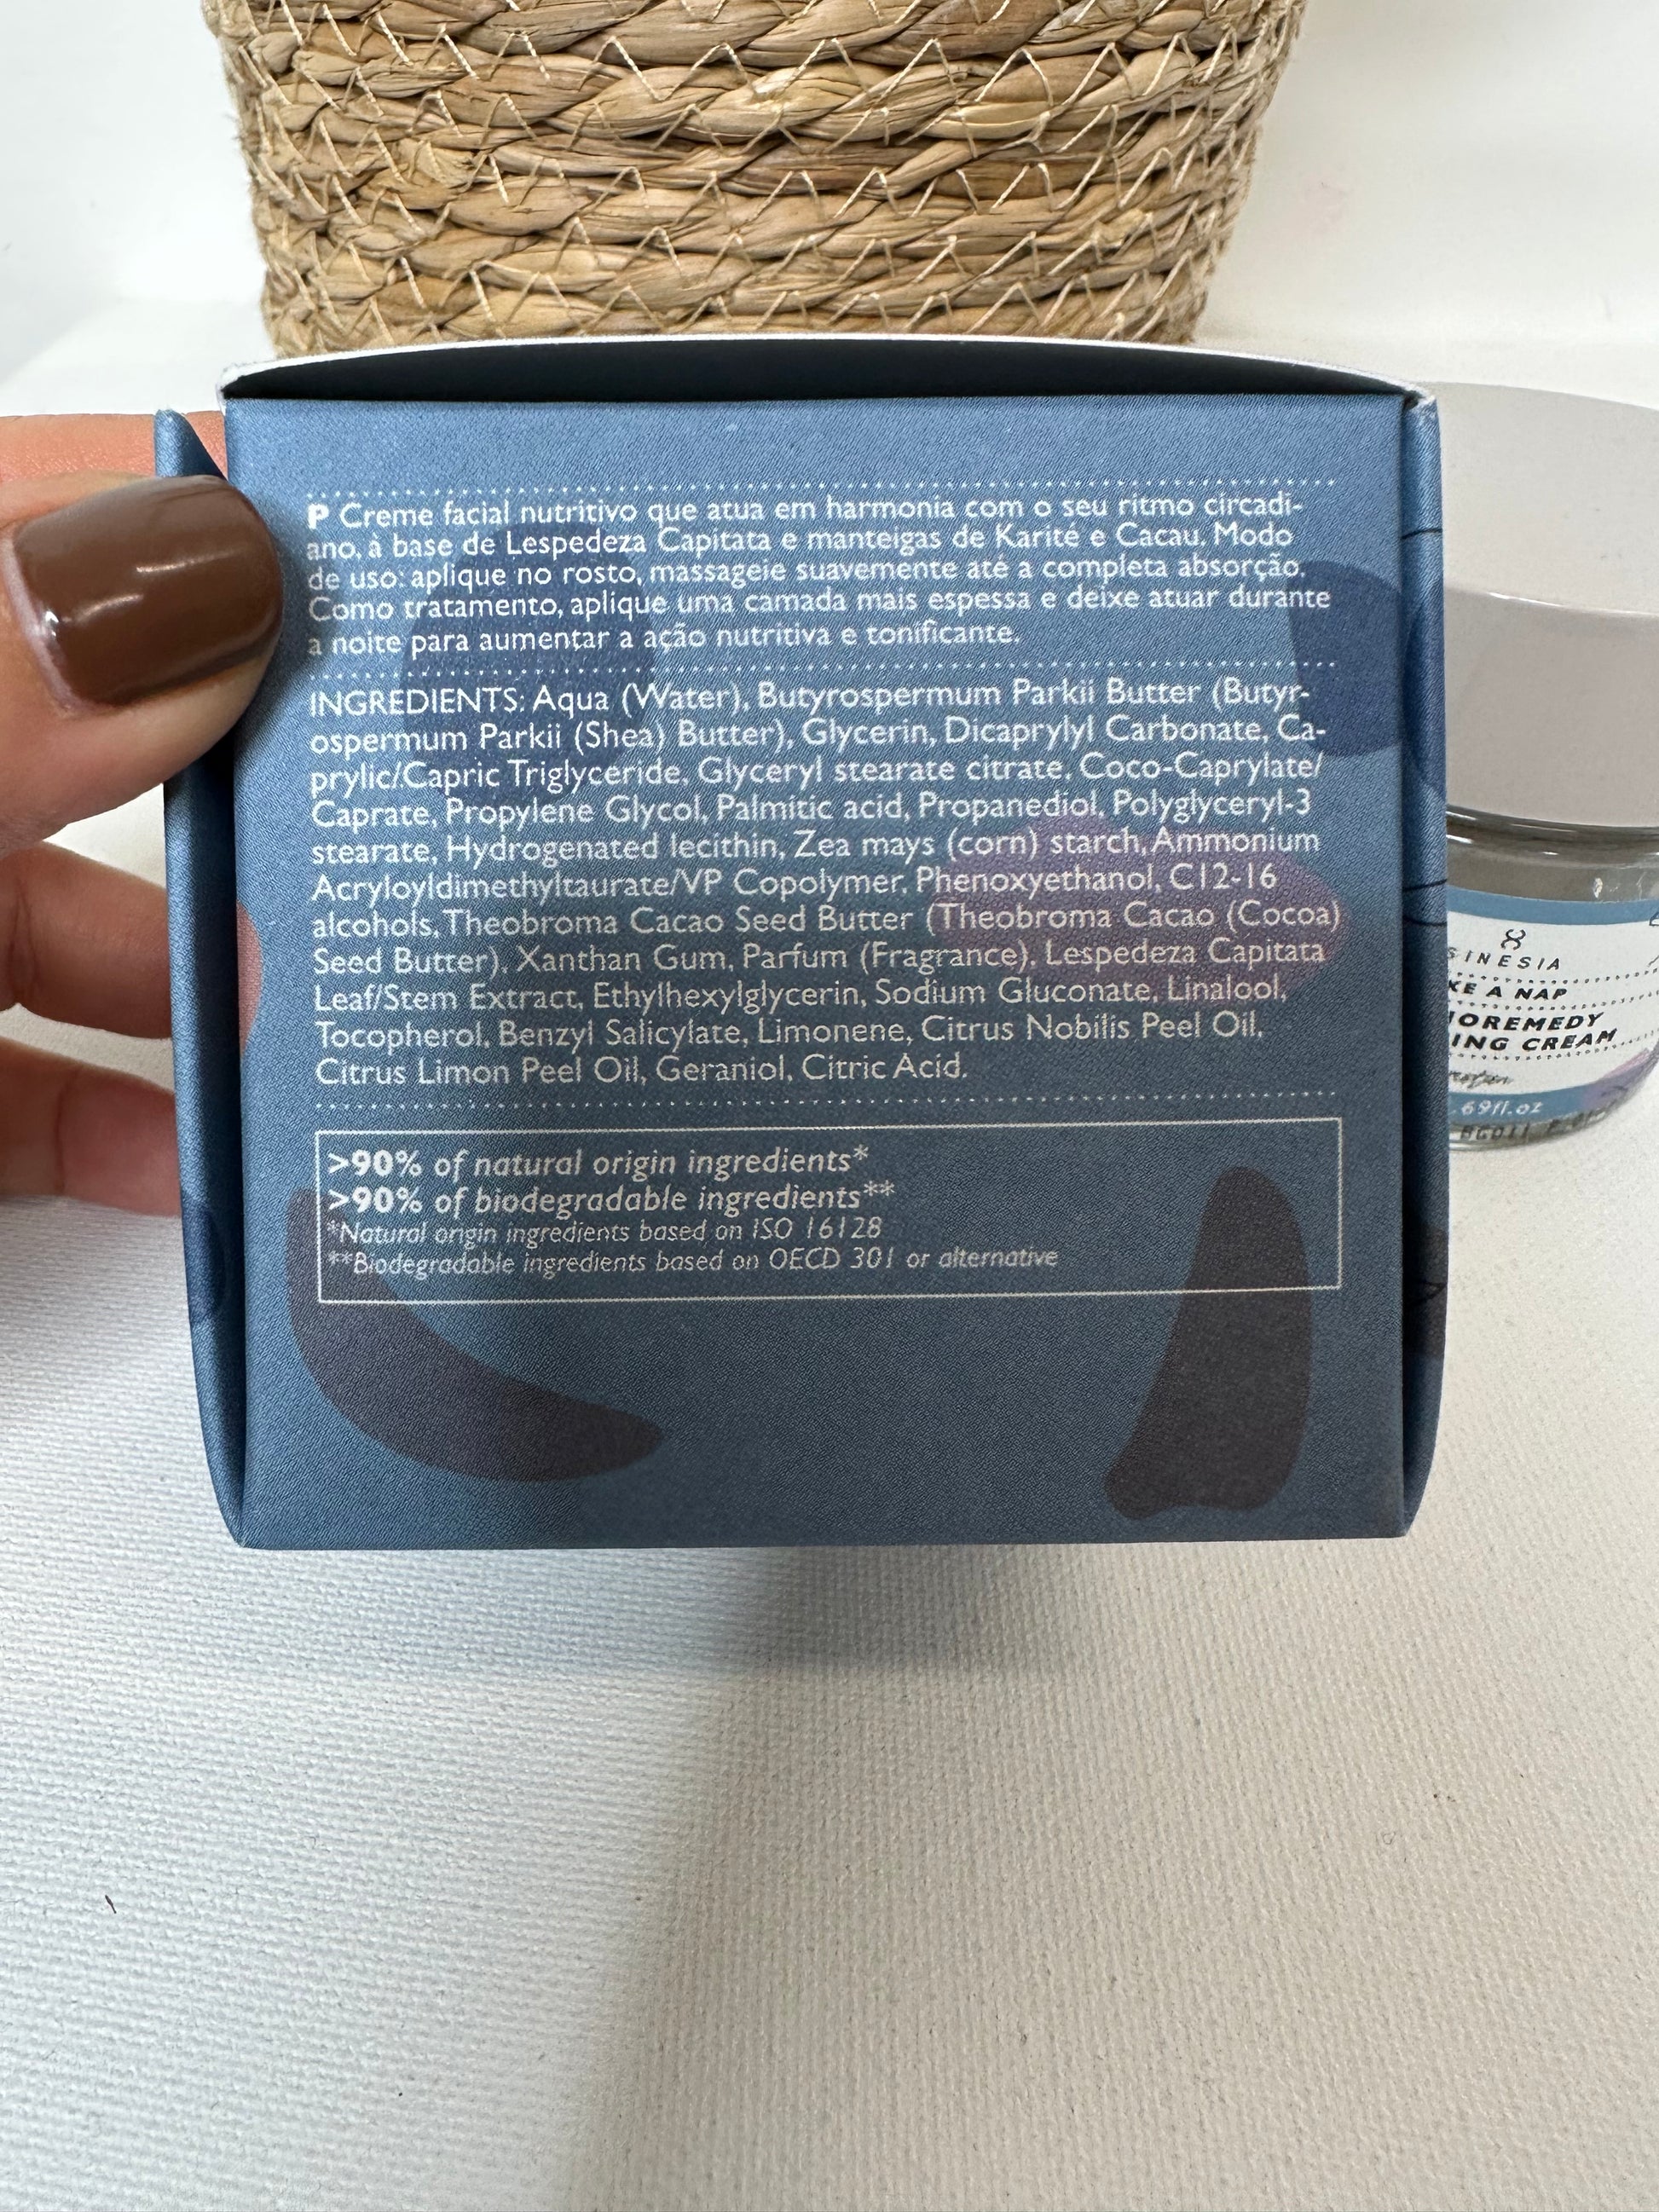 P Creme facial nutritivo que atua em harmonia com o seu ritmo circadi-
ano, à base de Lespedeza Capitata e manteigas de Karité e Cacau. Modo
de uso: aplique no rosto, massageie suavemente até a completa absorção.
Como tratamento, aplique uma camada mais espessa e deixe atuar durante
a noite para aumentar a ação nutritiva e tonificante.
INGREDIENTS: Aqua (Water), Butyrospermum Parkii Butter (Butyr-
ospermum Parkii (Shea) Butter), Glycerin, Dicaprylyl Carbonate, Ca-
prylic/Capric Triglyceride, Glyceryl stearate citrate, Coco-Caprylate/
Caprate, Propylene Glycol, Palmitic acid, Propanediol, Polyglyceryl-3
stearate, Hydrogenated lecithin, Zea mays (corn) starch, Ammonium
Acryloyldimethyltaurate/VP Copolymer, Phenoxyethanol, C12-16
alcohols, Theobroma Cacao Seed Butter (Theobroma Cacao (Cocoa)
Seed Butter), Xanthan Gum, Parfum (Fragrance), Lespedeza Capitata
Leaf/Stem Extract, Ethylhexylglycerin, Sodium Gluconate, Linalool,
Tocopherol, Benzyl Salicylate, Limonene, Citrus Nobilis Peel Oil,
Citrus Limon Peel Oil, Geraniol, Citric Acid.
>90% of natural origin ingredients*
>90% of biodegradable ingredients**
*Natural origin ingredients based on ISO 16128
**Biodegradable ingredients based on OECD 301 or alternative
SINESIA
KE A NAP
OREMEDY
ING CREAM
.69fl.oz